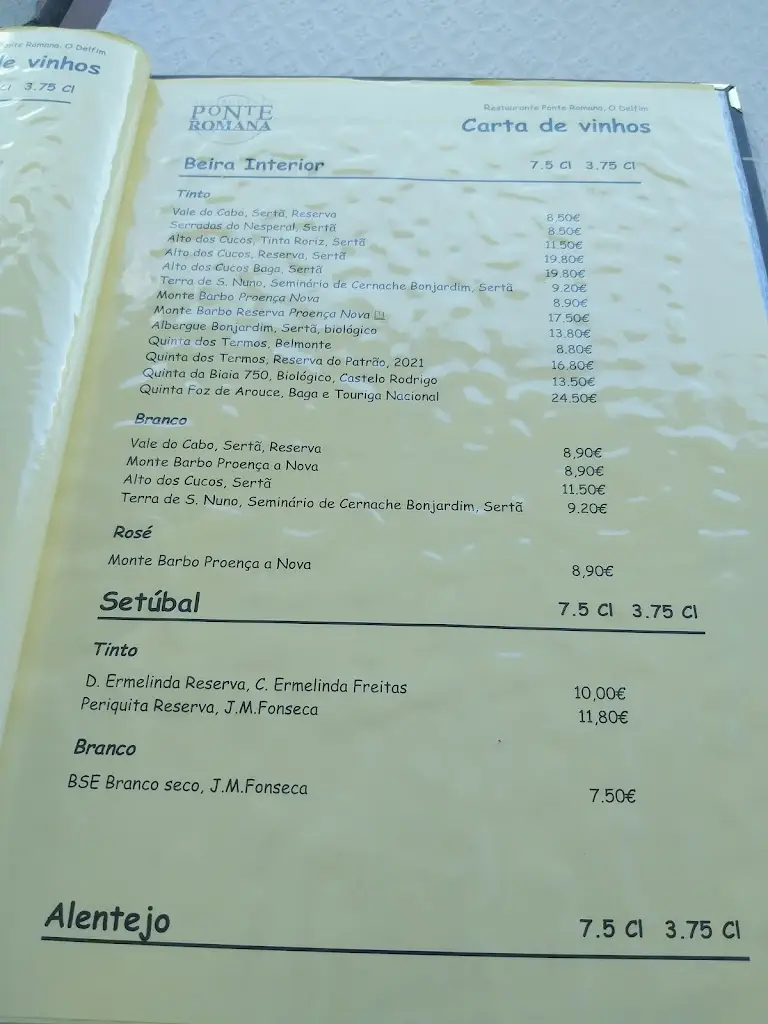 Ponte Romana, O Delfim
de vinhos
Cl 3.75 Cl
PONTE
ROMANA
Restaurante Ponte Romana, O Delfim
Carta de vinhos
Beira Interior 7.5 Cl 3.75 Cl
Tinto
Vale do Cabo, Sertã, Reserva 8,50€
Serradas do Nesperal, Sertã 8.50€
Alto dos Cucos, Tinta Roriz, Sertã 11.50€
Alto dos Cucos, Reserva, Sertã 19.80€
Alto dos Cucos Baga, Sertã 19.80€
Terra de S. Nuno, Seminário de Cernache Bonjardim, Sertã 9.20€
Monte Barbo Proença Nova 8.90€
Monte Barbo Reserva Proença Nova 17,50€
Albergue Bonjardim, Sertã, biológico 13.80€
Quinta dos Termos, Belmonte 8.80€
Quinta dos Termos, Reserva do Patrão, 2021 16.80€
Quinta da Biaia 750, Biológico, Castelo Rodrigo 13.50€
Quinta Foz de Arouce, Baga e Touriga Nacional 24.50€
Branco
Vale do Cabo, Sertã, Reserva 8,90€
Monte Barbo Proença a Nova 8,90€
Alto dos Cucos, Sertã 11.50€
Terra de S. Nuno, Seminário de Cernache Bonjardim, Sertã 9.20€
Rosé
Monte Barbo Proença a Nova 8,90€
Setúbal 7.5 Cl 3.75 Cl
Tinto
D. Ermelinda Reserva, C. Ermelinda Freitas 10,00€
Periquita Reserva, J.M.Fonseca 11,80€
Branco
BSE Branco seco, J.M.Fonseca 7.50€
Alentejo 7.5 Cl 3.75 Cl